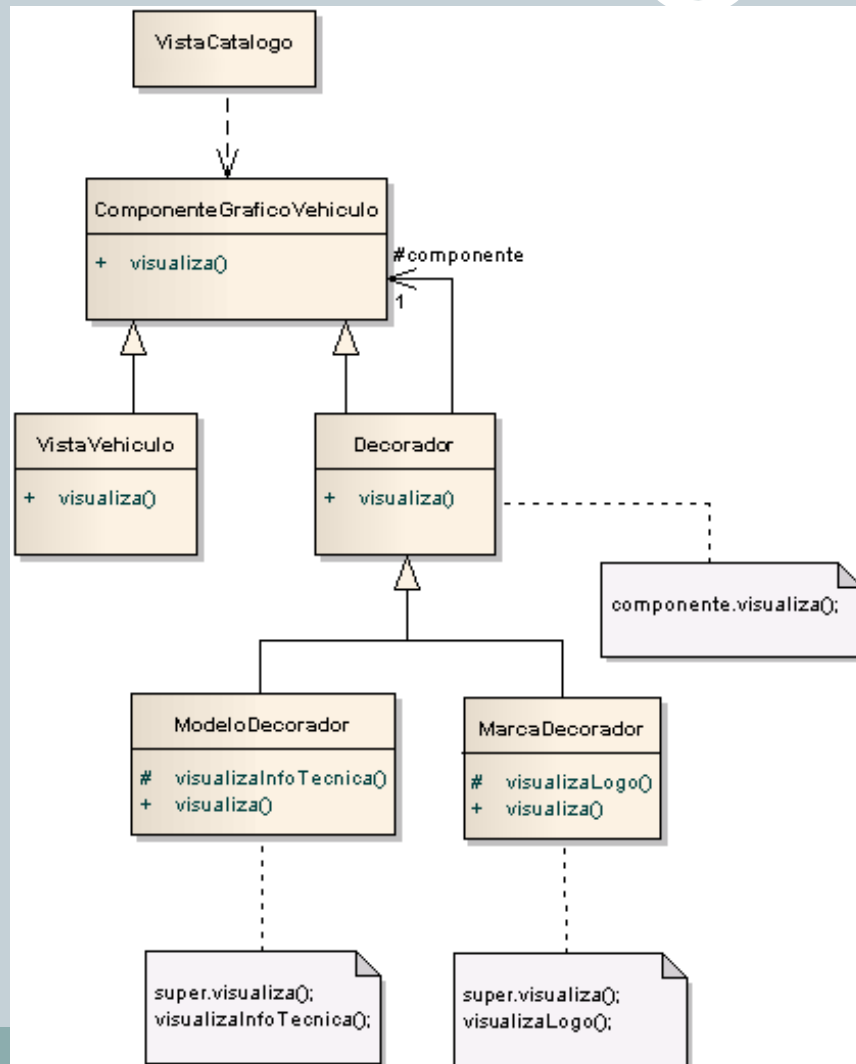 VistaCatalogo
ComponenteGraficoVehiculo
+ visualiza()
#componente
1
VistaVehiculo
+ visualiza()
Decorador
+ visualiza()
componente.visualiza();
ModeloDecorador
# visualizaInfoTecnica()
+ visualiza()
MarcaDecorador
# visualizaLogo()
+ visualiza()
super.visualiza();
visualizaInfoTecnica();
super.visualiza();
visualizaLogo();